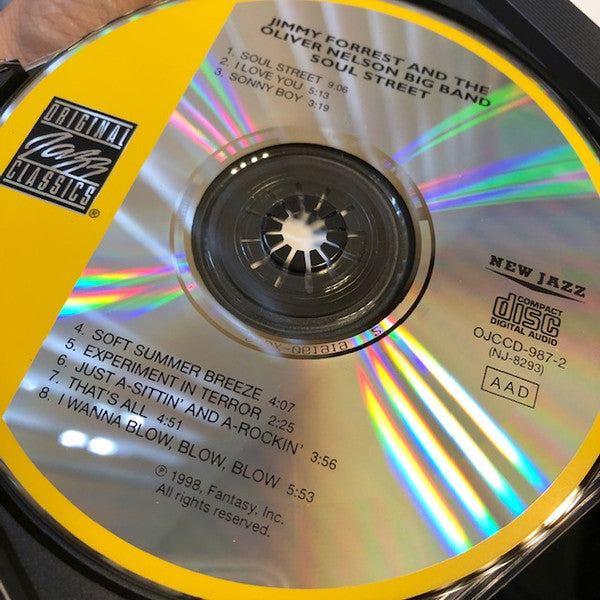 JIMMY FORREST AND THE
OLIVER NELSON BIG BAND
SOUL STREET
1. SOUL STREET 9:06
2. I LOVE YOU 5:13
3. SONNY BOY 3:19
ORIGINAL
Jazz
CLASSICS®
NEW JAZZ
COMPACT
disc
DIGITAL AUDIO
OJCCD-987-2
(NJ-8293)
AAD
4. SOFT SUMMER BREEZE 4:07
5. EXPERIMENT IN TERROR 2:25
6. JUST A-SITTIN' AND A-ROCKIN' 3:56
7. THAT'S ALL 4:51
8. I WANNA BLOW, BLOW, BLOW 5:53
℗ 1998, Fantasy, Inc.
All rights reserved.